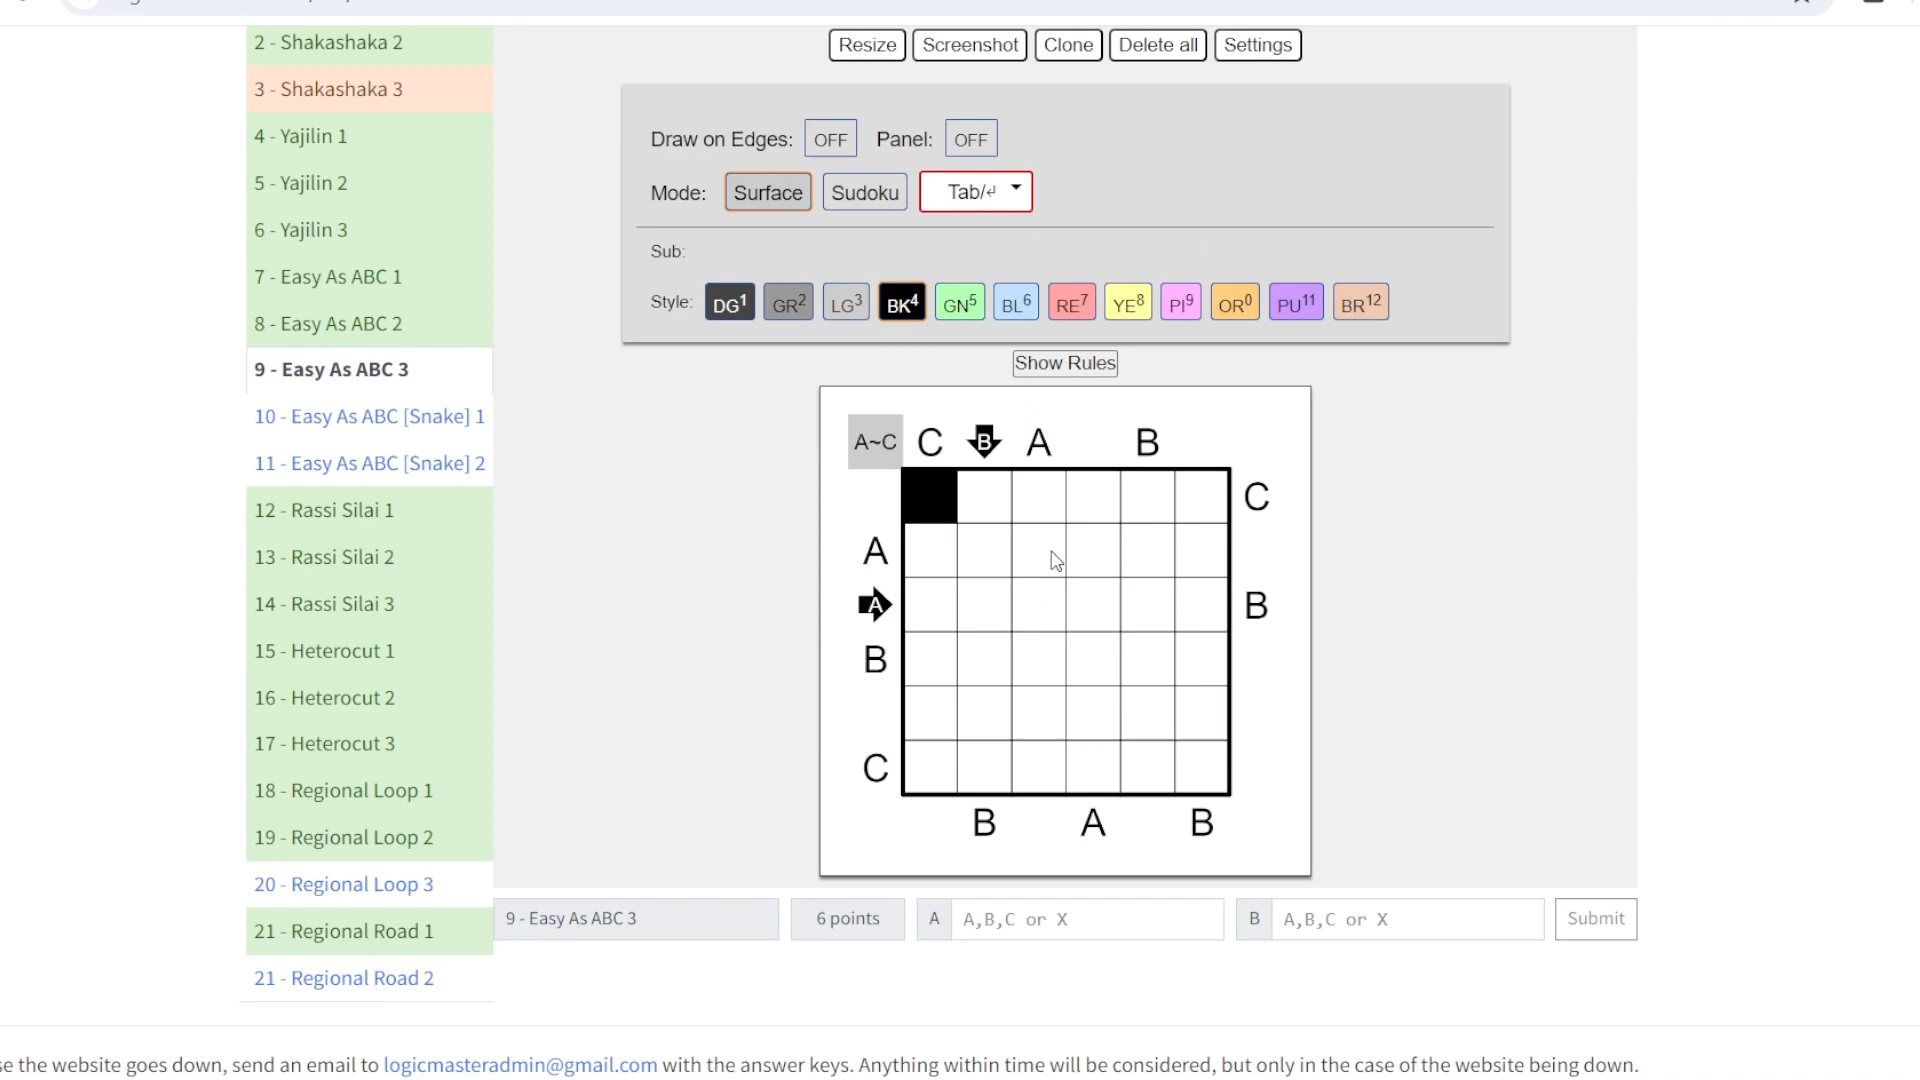 2 - Shakashaka 2
3 - Shakashaka 3
4 - Yajilin 1
5 - Yajilin 2
6 - Yajilin 3
7 - Easy As ABC 1
8 - Easy As ABC 2
9 - Easy As ABC 3
10 - Easy As ABC [Snake] 1
11 - Easy As ABC [Snake] 2
12 - Rassi Silai 1
13 - Rassi Silai 2
14 - Rassi Silai 3
15 - Heterocut 1
16 - Heterocut 2
17 - Heterocut 3
18 - Regional Loop 1
19 - Regional Loop 2
20 - Regional Loop 3
21 - Regional Road 1
21 - Regional Road 2
Resize Screenshot Clone Delete all Settings
Draw on Edges: OFF Panel: OFF
Mode: Surface Sudoku Tab/↵
Sub:
Style: DG1 GR2 LG3 BK4 GN5 BL6 RE7 YE8 PI9 OR0 PU11 BR12
Show Rules
A~C C B A B
C
A
A B
B
C
B A B
9 - Easy As ABC 3 6 points A A,B,C or X B A,B,C or X Submit
se the website goes down, send an email to logicmasteradmin@gmail.com with the answer keys. Anything within time will be considered, but only in the case of the website being down.